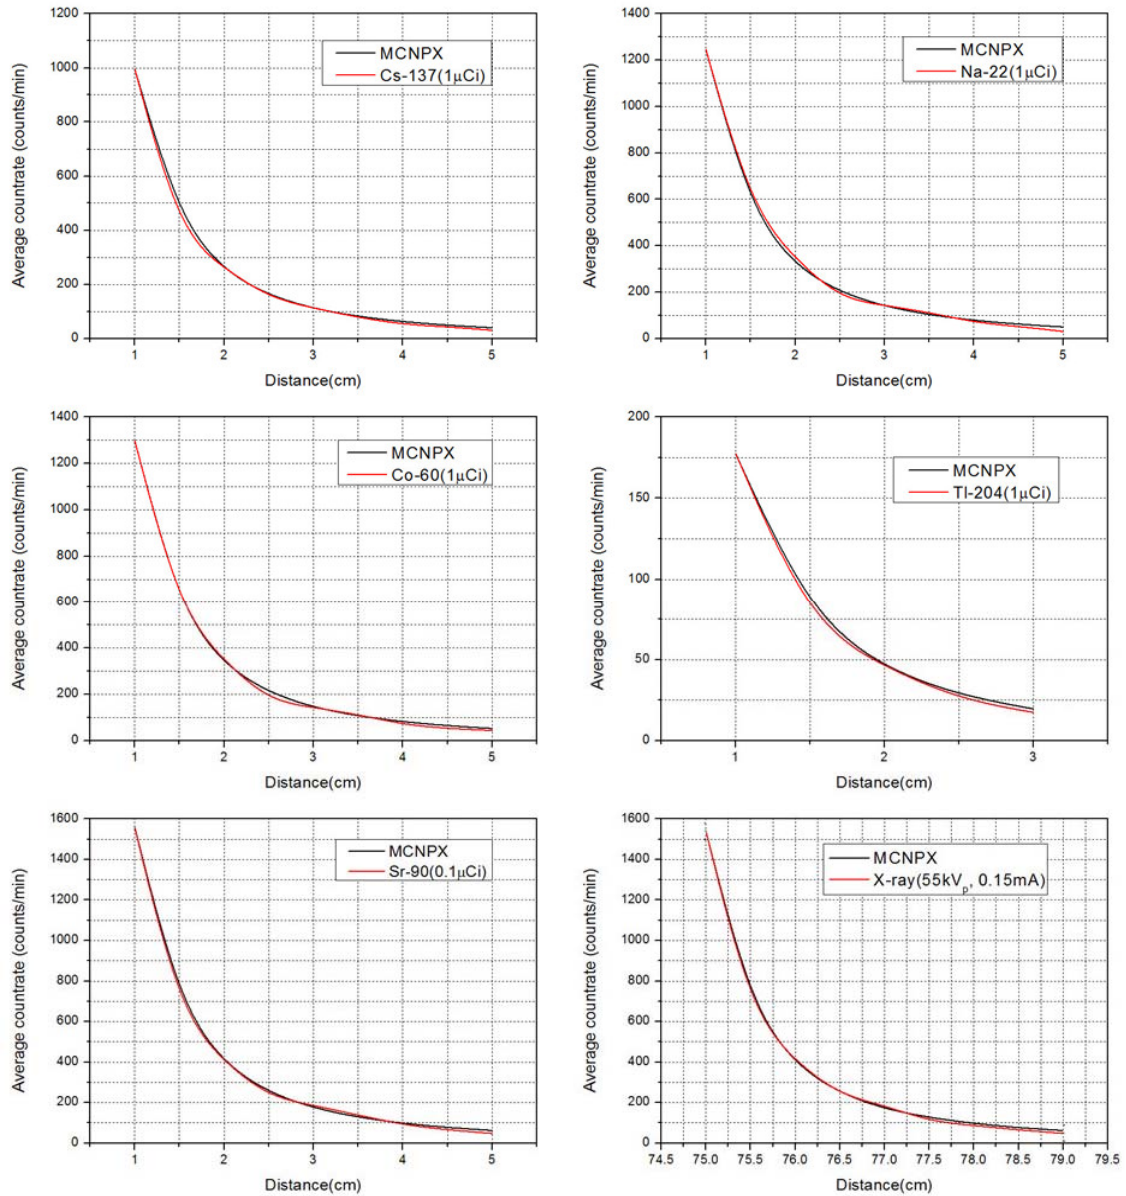 1200
1000
800
600
400
200
0
Average countrate (counts/min)
MCNPX
Cs-137(1μCi)
1 2 3 4 5
Distance(cm)
1400
1200
1000
800
600
400
200
0
Average countrate (counts/min)
MCNPX
Na-22(1μCi)
1 2 3 4 5
Distance(cm)
1400
1200
1000
800
600
400
200
0
Average countrate (counts/min)
MCNPX
Co-60(1μCi)
1 2 3 4 5
Distance(cm)
200
150
100
50
0
Average countrate (counts/min)
MCNPX
Tl-204(1μCi)
1 2 3
Distance(cm)
1600
1400
1200
1000
800
600
400
200
0
Average countrate (counts/min)
MCNPX
Sr-90(0.1μCi)
1 2 3 4 5
Distance(cm)
1600
1400
1200
1000
800
600
400
200
0
Average countrate (counts/min)
MCNPX
X-ray(55kVp, 0.15mA)
74.5 75.0 75.5 76.0 76.5 77.0 77.5 78.0 78.5 79.0 79.5
Distance(cm)